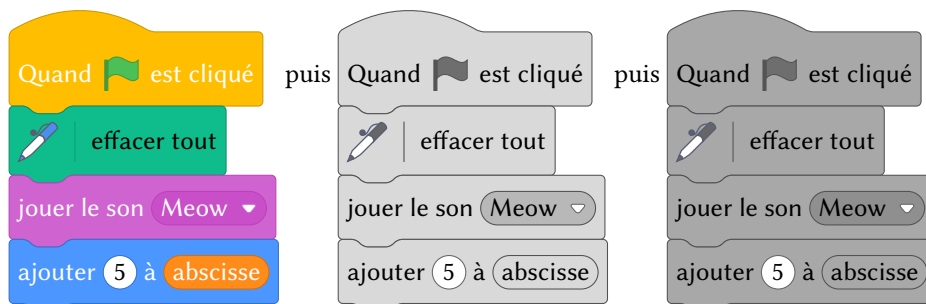 Quand est cliqué puis Quand est cliqué puis Quand est cliqué
effacer tout effacer tout effacer tout
jouer le son Meow jouer le son Meow jouer le son Meow
ajouter 5 à abscisse ajouter 5 à abscisse ajouter 5 à abscisse